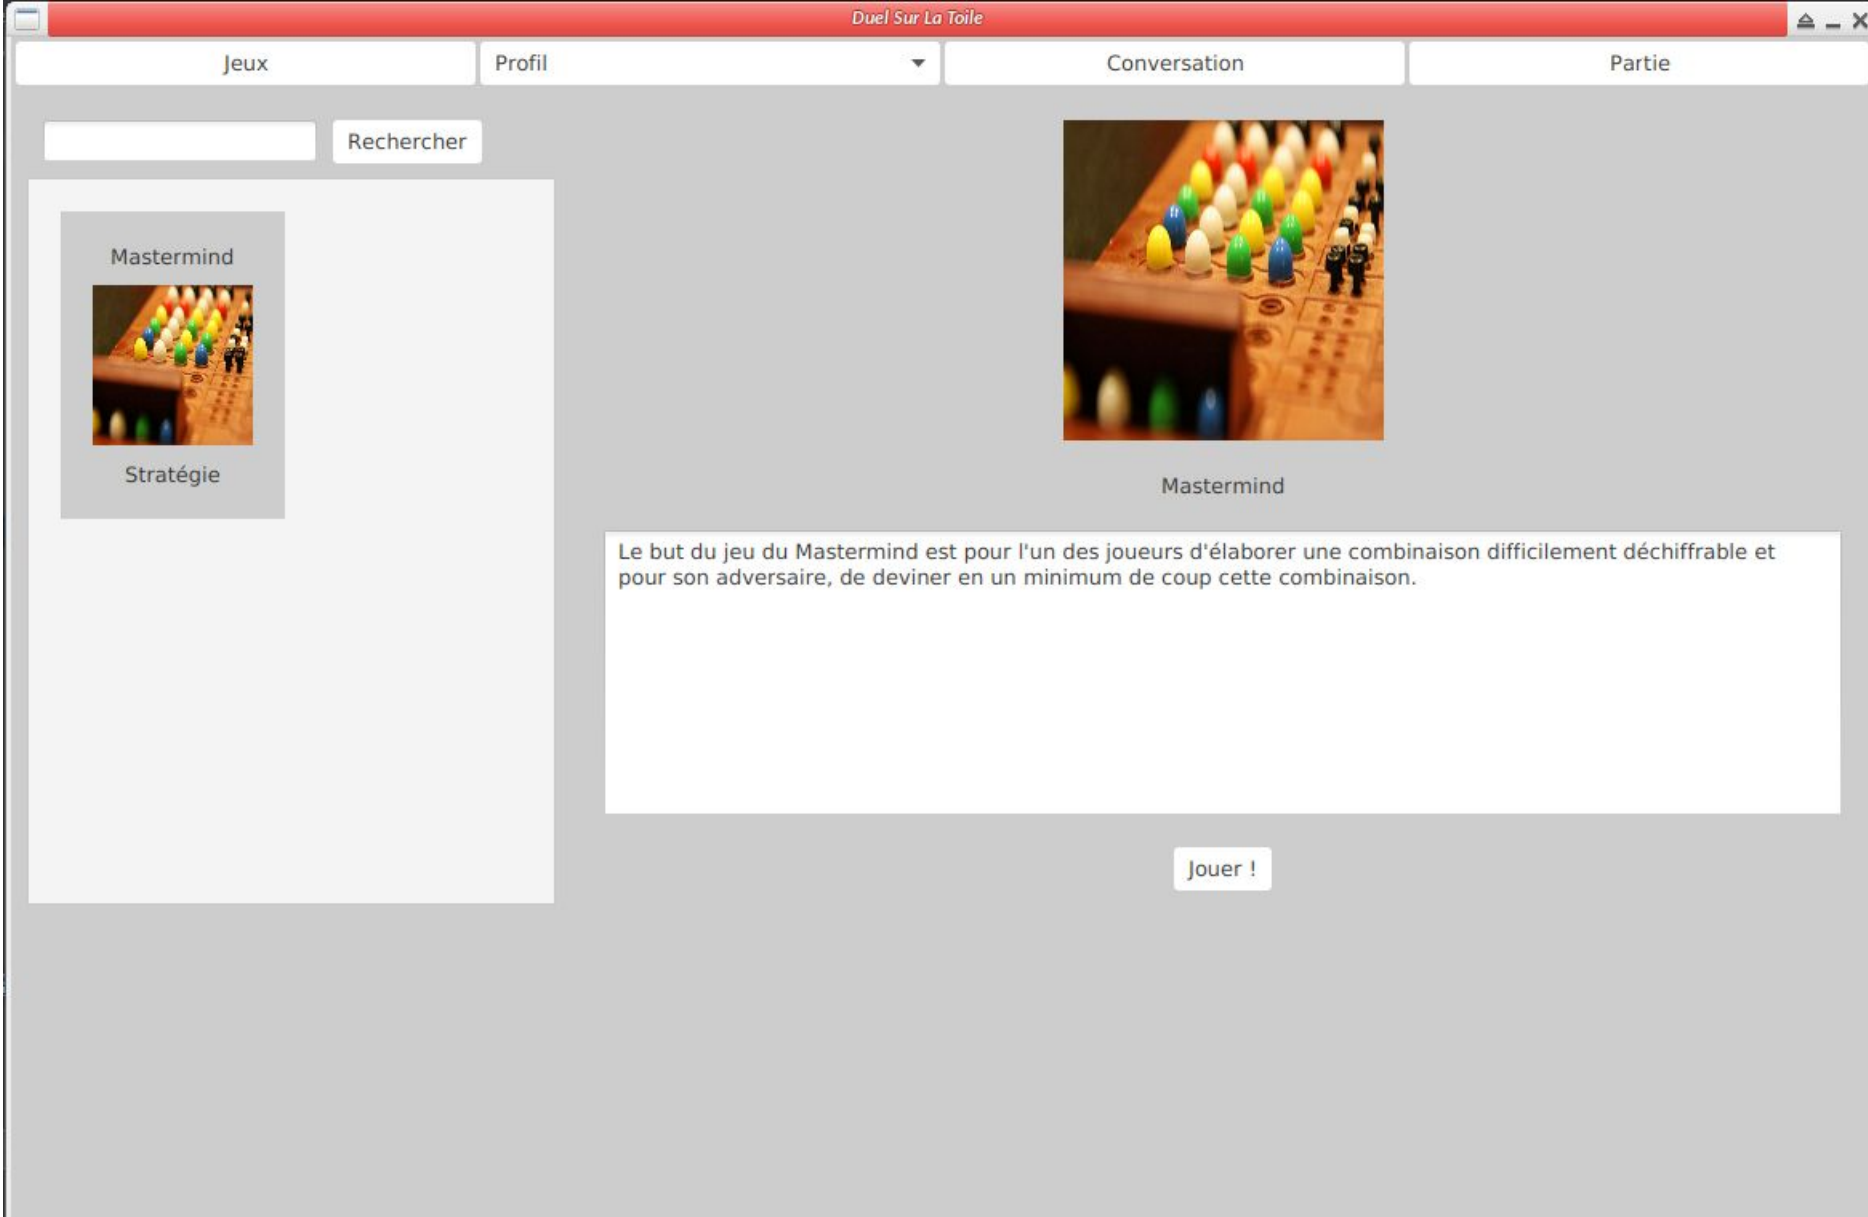 Duel Sur La Toile
Jeux
Profil
Conversation
Partie
Rechercher
Mastermind
Stratégie
Mastermind
Le but du jeu du Mastermind est pour l'un des joueurs d'élaborer une combinaison difficilement déchiffrable et
pour son adversaire, de deviner en un minimum de coup cette combinaison.
Jouer !